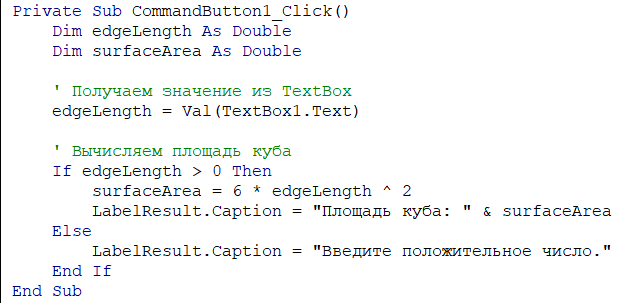 Private Sub CommandButton1_Click()
    Dim edgeLength As Double
    Dim surfaceArea As Double

    ' Получаем значение из TextBox
    edgeLength = Val(TextBox1.Text)

    ' Вычисляем площадь куба
    If edgeLength > 0 Then
        surfaceArea = 6 * edgeLength ^ 2
        LabelResult.Caption = "Площадь куба: " & surfaceArea
    Else
        LabelResult.Caption = "Введите положительное число."
    End If
End Sub